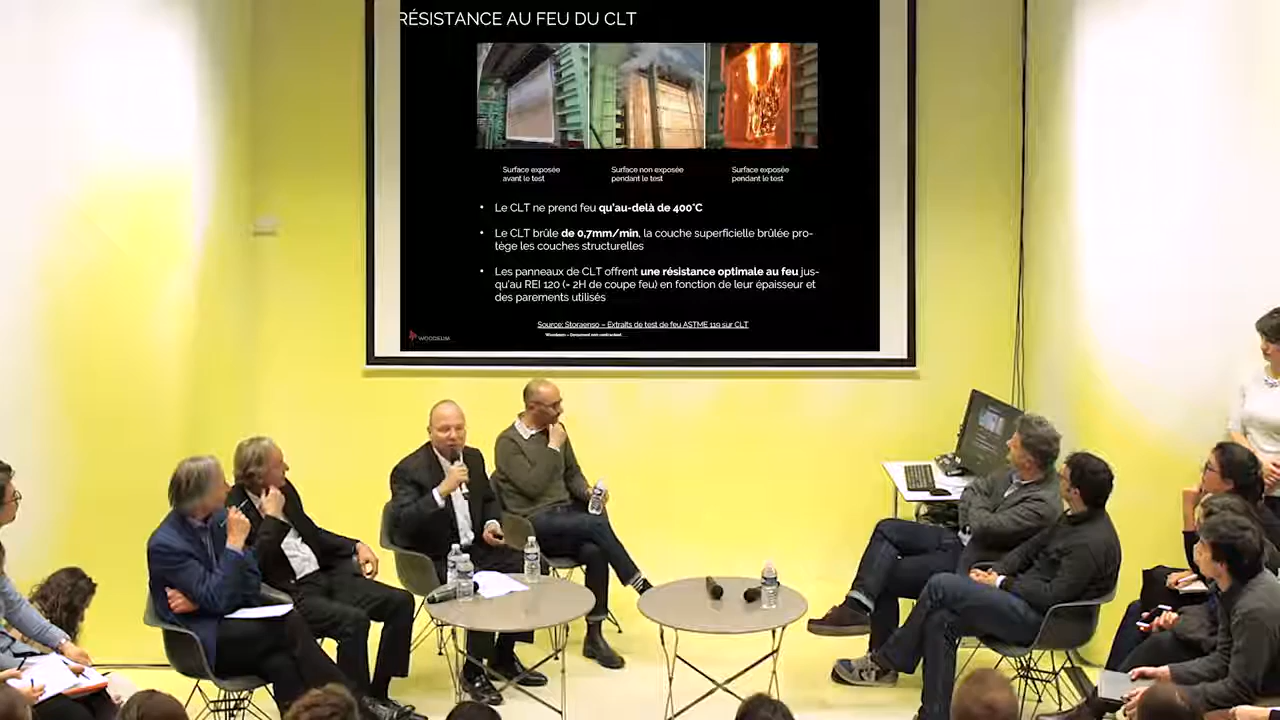 RÉSISTANCE AU FEU DU CLT
Surface exposée
avant le test
Surface non exposée
pendant le test
Surface exposée
pendant le test
• Le CLT ne prend feu qu'au-delà de 400°C
• Le CLT brûle de 0,7mm/min, la couche superficielle brûlée pro-
tège les couches structurelles
• Les panneaux de CLT offrent une résistance optimale au feu jus-
qu'au REI 120 (= 2H de coupe feu) en fonction de leur épaisseur et
des parements utilisés
Source: Storaenso – Extraits de test de feu ASTME 119 sur CLT
Woodeum – Document non contractuel
WOODEUM